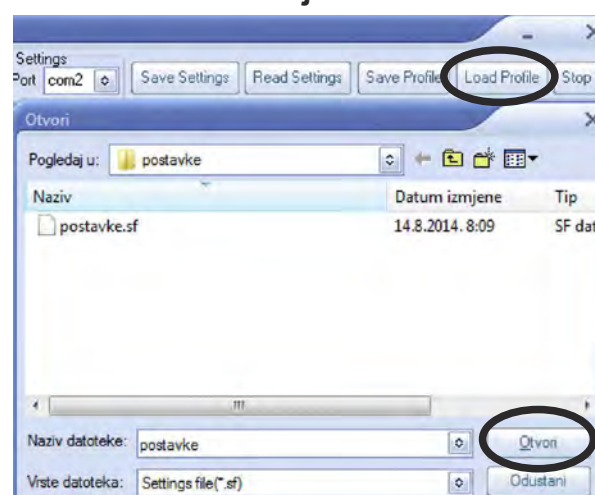 Settings
Port com2 Save Settings Read Settings Save Profile Load Profile Stop
Otvori
Pogledaj u: postavke
Naziv Datum izmjene Tip
postavke.sf 14.8.2014. 8:09 SF dat
Naziv datoteke: postavke Otvori
Vrste datoteka: Settings file(*.sf) Odustani